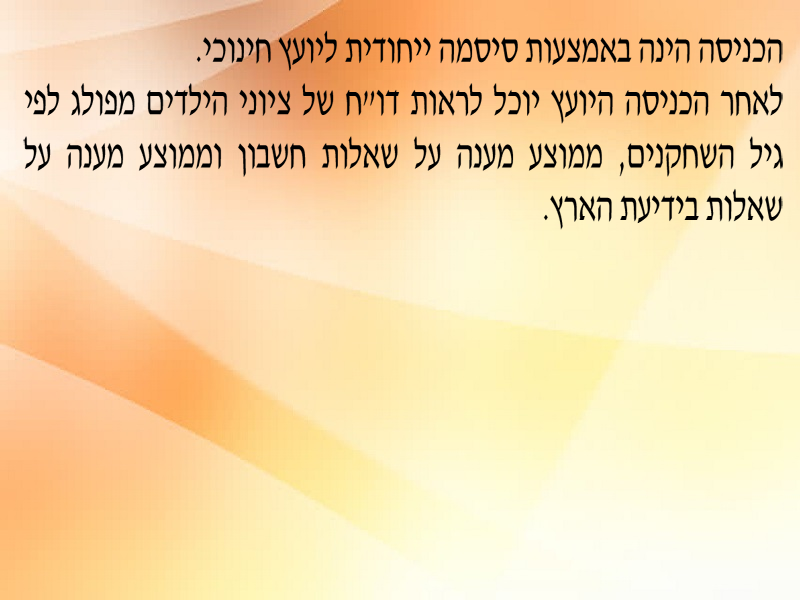 הכניסה הינה באמצעות סיסמה ייחודית ליועץ חינוכי.
לאחר הכניסה היועץ יוכל לראות דו״ח של ציוני הילדים מפולג לפי
גיל השחקנים, ממוצע מענה על שאלות חשבון וממוצע מענה על
שאלות בידיעת הארץ.